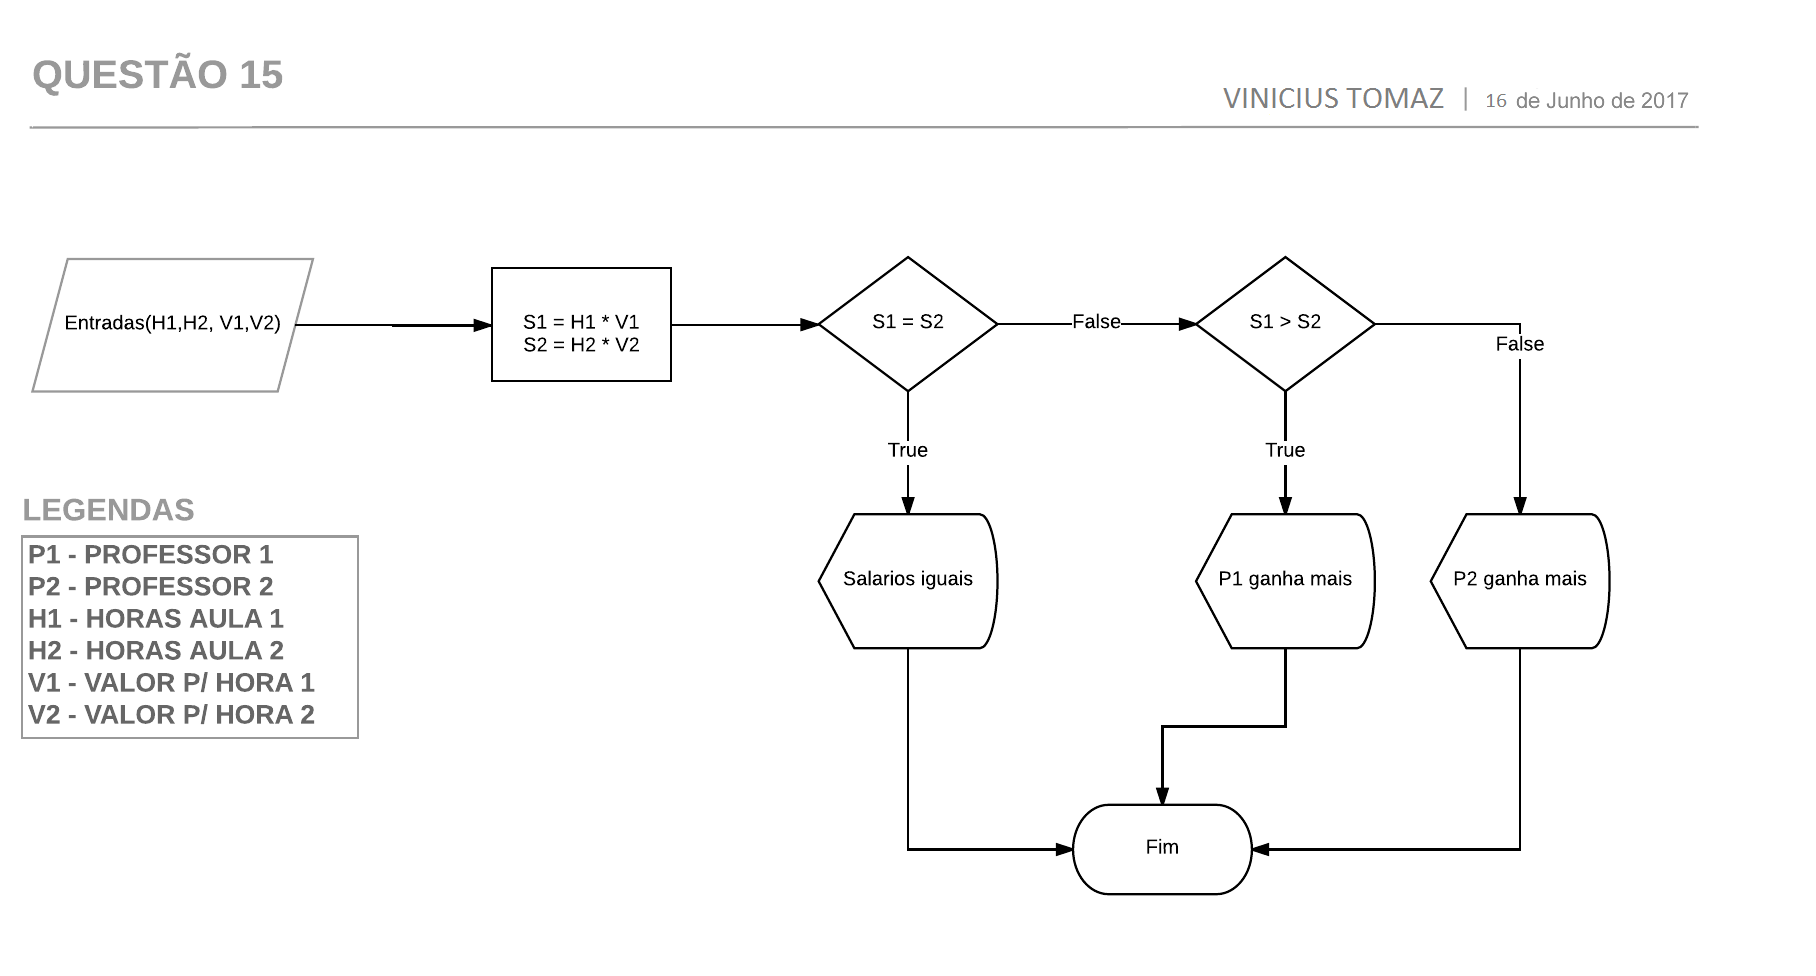 QUESTÃO 15
VINICIUS TOMAZ | 16 de Junho de 2017
Entradas(H1,H2, V1,V2)
S1 = H1 * V1
S2 = H2 * V2
S1 = S2
False
S1 > S2
False
True
True
Salarios iguais
P1 ganha mais
P2 ganha mais
Fim
LEGENDAS
P1 - PROFESSOR 1
P2 - PROFESSOR 2
H1 - HORAS AULA 1
H2 - HORAS AULA 2
V1 - VALOR P/ HORA 1
V2 - VALOR P/ HORA 2